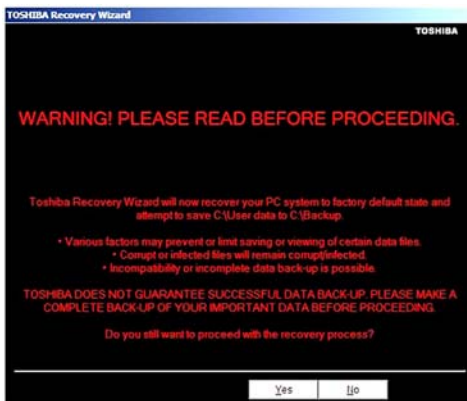 TOSHIBA Recovery Wizard
TOSHIBA
WARNING! PLEASE READ BEFORE PROCEEDING.
Toshiba Recovery Wizard will now recover your PC system to factory default state and
attempt to save C:\User data to C:\Backup.
• Various factors may prevent or limit saving or viewing of certain data files.
• Corrupt or infected files will remain corrupt/infected.
• Incompatibility or incomplete data back-up is possible.
TOSHIBA DOES NOT GUARANTEE SUCCESSFUL DATA BACK-UP. PLEASE MAKE A
COMPLETE BACK-UP OF YOUR IMPORTANT DATA BEFORE PROCEEDING.
Do you still want to proceed with the recovery process?
Yes No